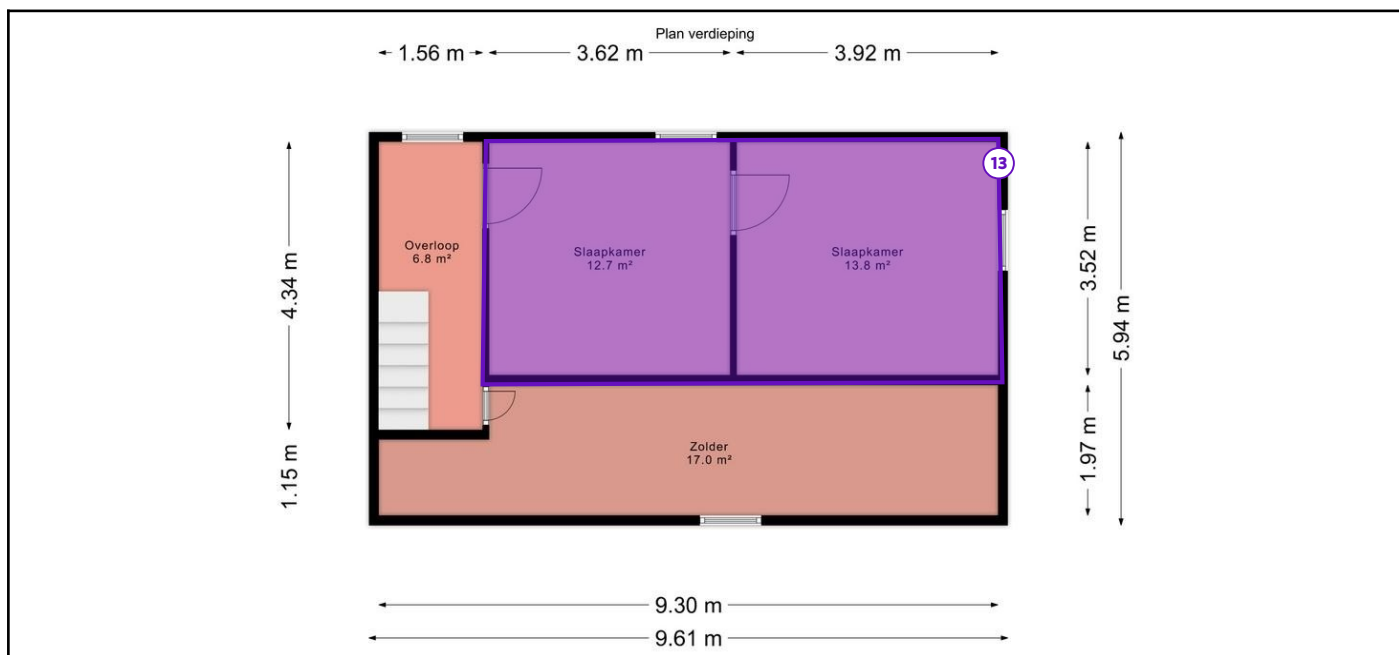 Plan verdieping
1.56 m
3.62 m
3.92 m
13
Overloop
6.8 m²
Slaapkamer
12.7 m²
Slaapkamer
13.8 m²
4.34 m
3.52 m
5.94 m
Zolder
17.0 m²
1.15 m
1.97 m
9.30 m
9.61 m